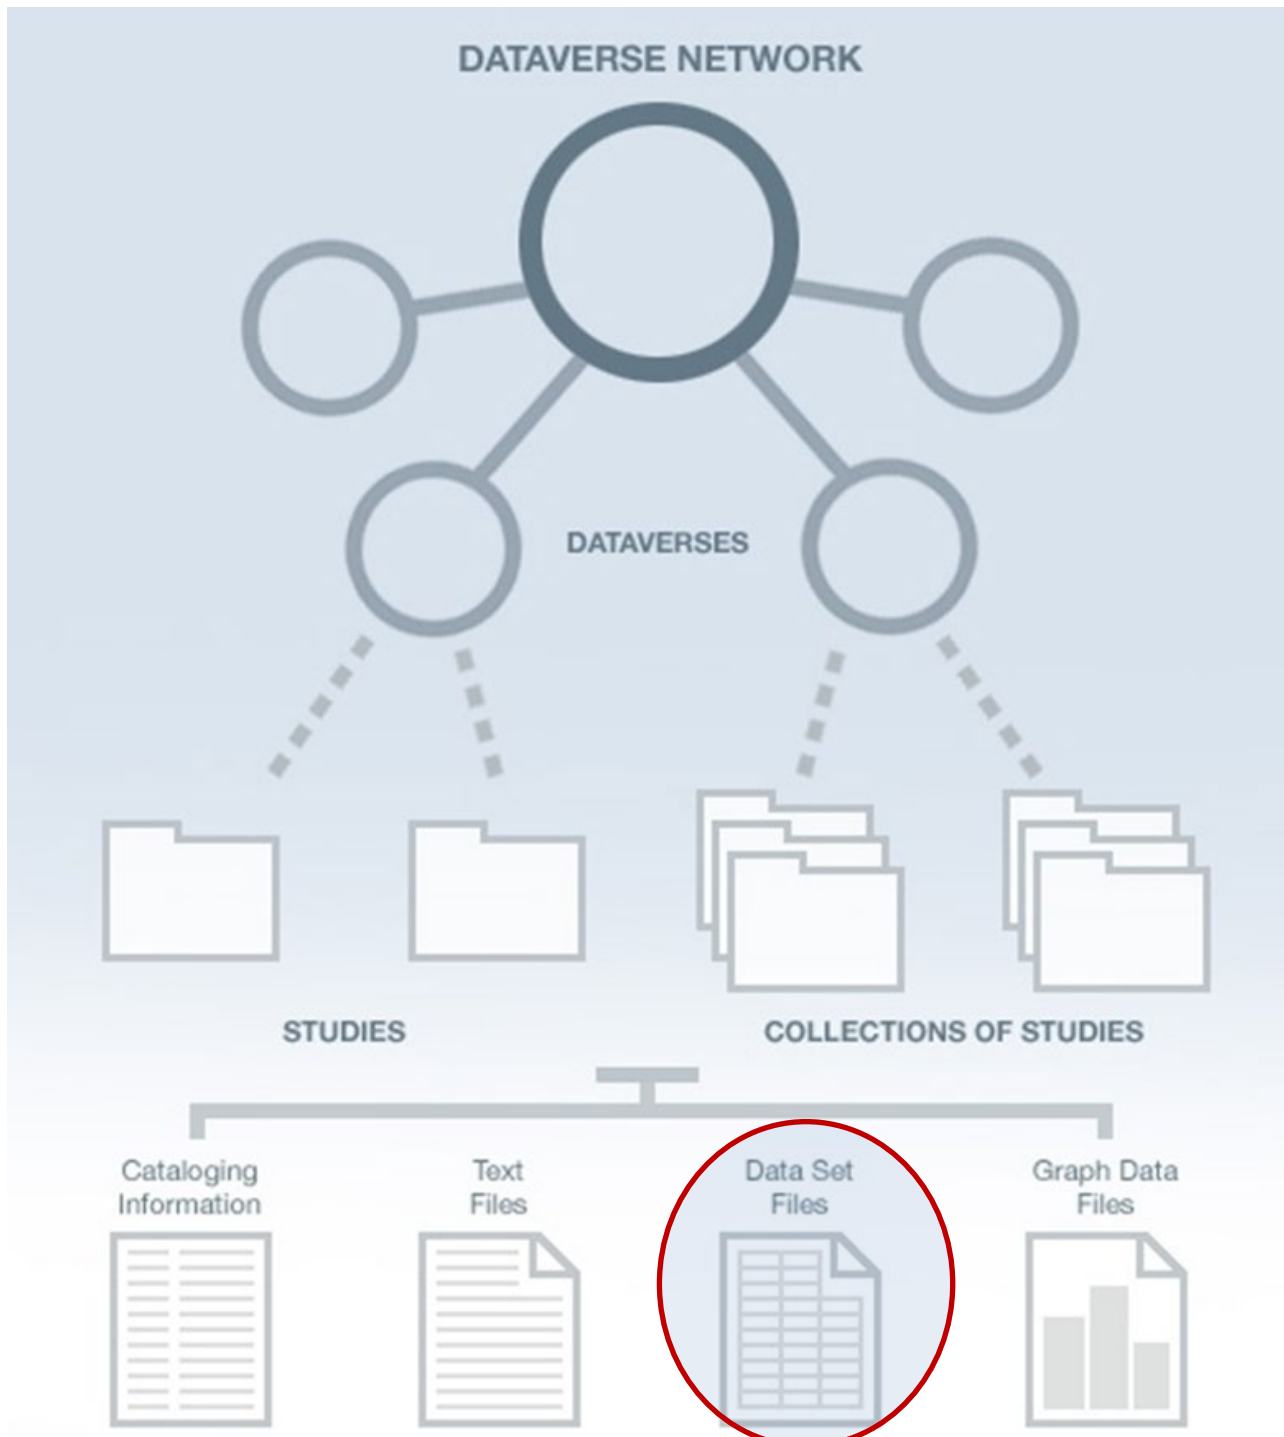 DATAVERSE NETWORK
DATAVERSES
STUDIES
COLLECTIONS OF STUDIES
Cataloging
Information
Text
Files
Data Set
Files
Graph Data
Files